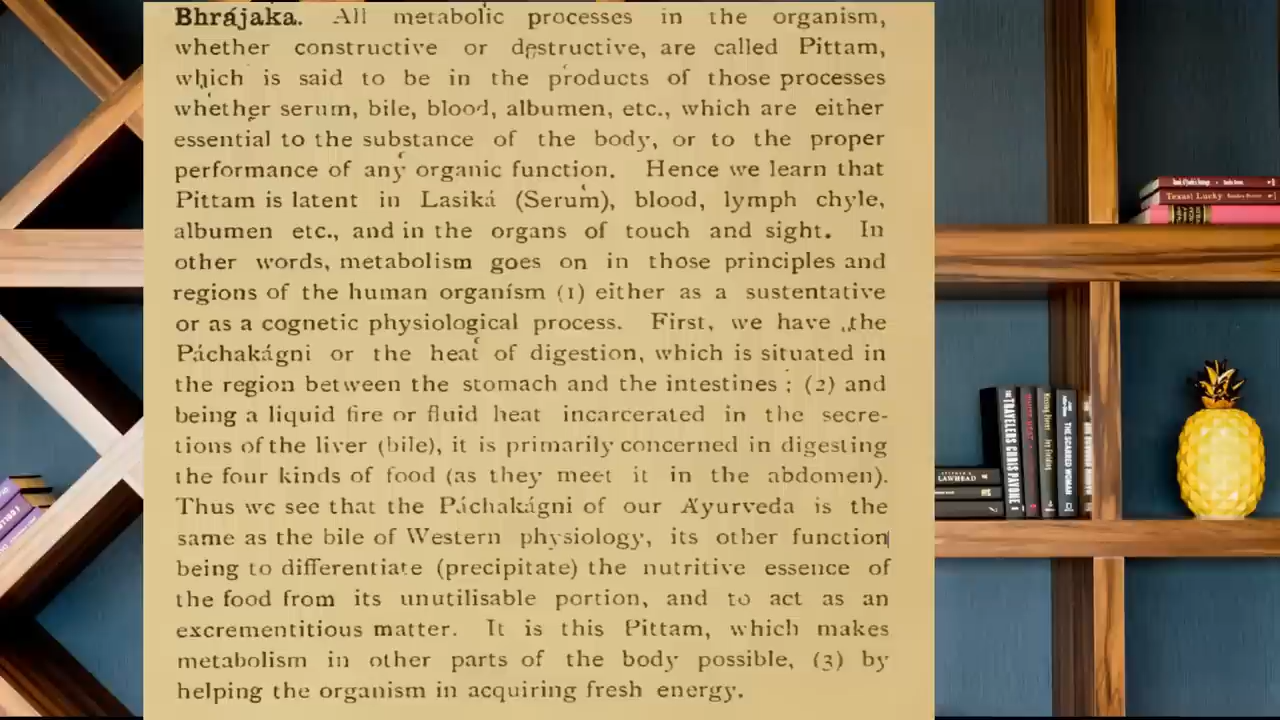 Bhrájaka. All metabolic processes in the organism,
whether constructive or destructive, are called Pittam,
which is said to be in the products of those processes
whether serum, bile, blood, albumen, etc., which are either
essential to the substance of the body, or to the proper
performance of any organic function. Hence we learn that
Pittam is latent in Lasiká (Serum), blood, lymph chyle,
albumen etc., and in the organs of touch and sight. In
other words, metabolism goes on in those principles and
regions of the human organism (1) either as a sustentative
or as a cognetic physiological process. First, we have the
Páchakágni or the heat of digestion, which is situated in
the region between the stomach and the intestines ; (2) and
being a liquid fire or fluid heat incarcerated in the secre-
tions of the liver (bile), it is primarily concerned in digesting
the four kinds of food (as they meet it in the abdomen).
Thus we see that the Páchakágni of our Áyurveda is the
same as the bile of Western physiology, its other function
being to differentiate (precipitate) the nutritive essence of
the food from its unutilisable portion, and to act as an
excrementitious matter. It is this Pittam, which makes
metabolism in other parts of the body possible, (3) by
helping the organism in acquiring fresh energy.
Texas! Lucky
LAWHEAD
THE TRAVELERS CHRIS PAVONE
THE SCARRED WOMAN